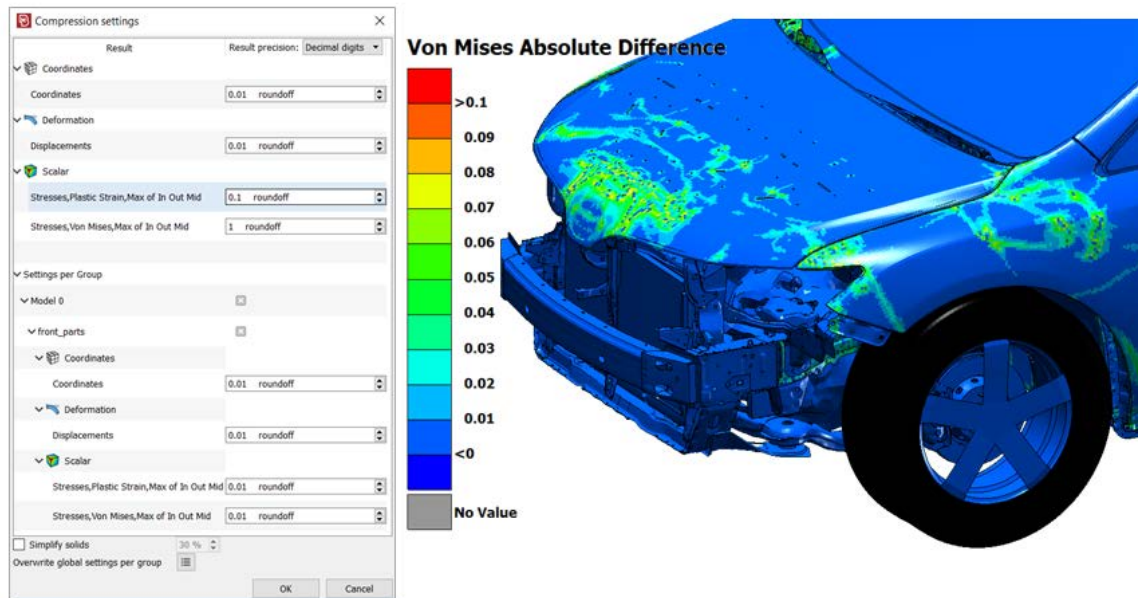 Compression settings
Result
Result precision: Decimal digits
Coordinates
Coordinates 0.01 roundoff
Deformation
Displacements 0.01 roundoff
Scalar
Stresses,Plastic Strain,Max of In Out Mid 0.1 roundoff
Stresses,Von Mises,Max of In Out Mid 1 roundoff
Settings per Group
Model 0
front_parts
Coordinates
Coordinates 0.01 roundoff
Deformation
Displacements 0.01 roundoff
Scalar
Stresses,Plastic Strain,Max of In Out Mid 0.01 roundoff
Stresses,Von Mises,Max of In Out Mid 0.01 roundoff
Simplify solids 30 %
Overwrite global settings per group
OK Cancel
Von Mises Absolute Difference
>0.1
0.09
0.08
0.07
0.06
0.05
0.04
0.03
0.02
0.01
<0
No Value